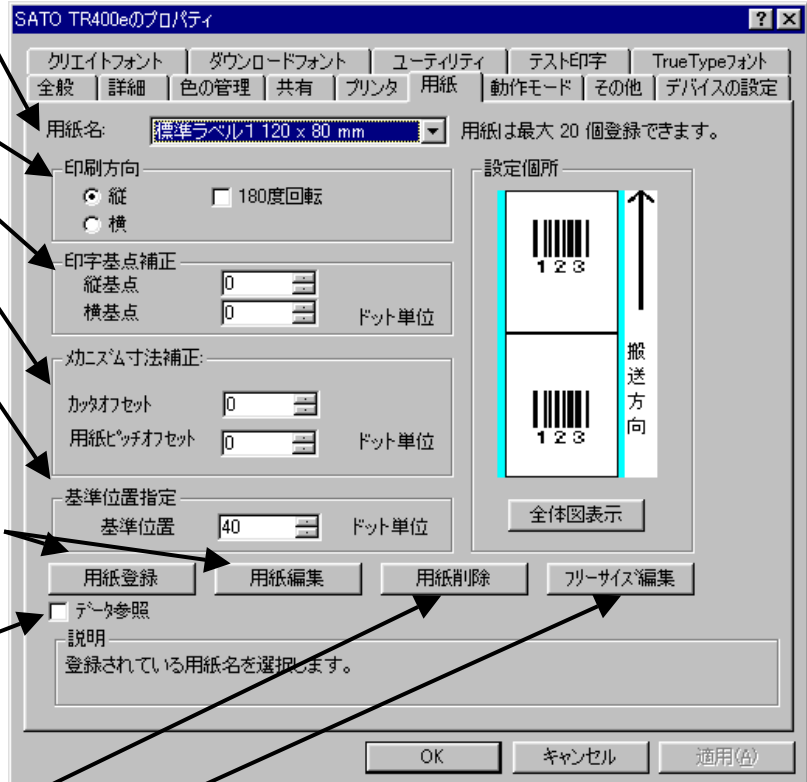 SATO TR400eのプロパティ
クリエイトフォント ダウンロードフォント ユーティリティ テスト印字 TrueTypeフォント
全般 詳細 色の管理 共有 プリンタ 用紙 動作モード その他 デバイスの設定
用紙名: 標準ラベル1 120 x 80 mm 用紙は最大 20 個登録できます。
印刷方向
縦 180度回転
横
印字基点補正
縦基点 0
横基点 0 ドット単位
メカニズム寸法補正:
カッタオフセット 0
用紙ピッチオフセット 0 ドット単位
基準位置指定
基準位置 40 ドット単位
設定個所
123
123
搬送方向
全体図表示
用紙登録 用紙編集 用紙削除 フリーサイズ編集
データ参照
説明
登録されている用紙名を選択します。
OK キャンセル 適用(A)